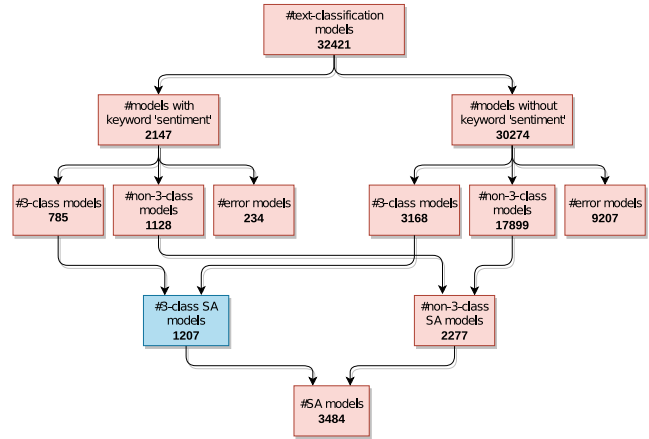 #text-classification
models
32421
#models with
keyword 'sentiment'
2147
#models without
keyword 'sentiment'
30274
#3-class models
785
#non-3-class
models
1128
#error models
234
#3-class models
3168
#non-3-class
models
17899
#error models
9207
#3-class SA
models
1207
#non-3-class
SA models
2277
#SA models
3484